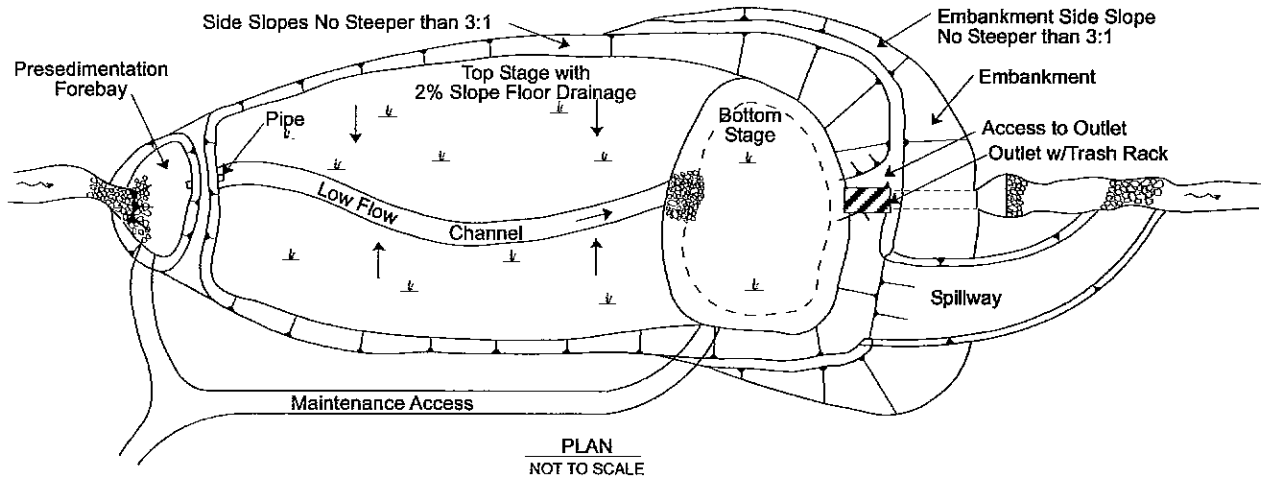 Side Slopes No Steeper than 3:1
Embankment Side Slope
No Steeper than 3:1
Presedimentation
Forebay
Top Stage with
2% Slope Floor Drainage
Embankment
Pipe
Bottom
Stage
Access to Outlet
Outlet w/Trash Rack
Low Flow
Channel
Spillway
Maintenance Access
PLAN
NOT TO SCALE